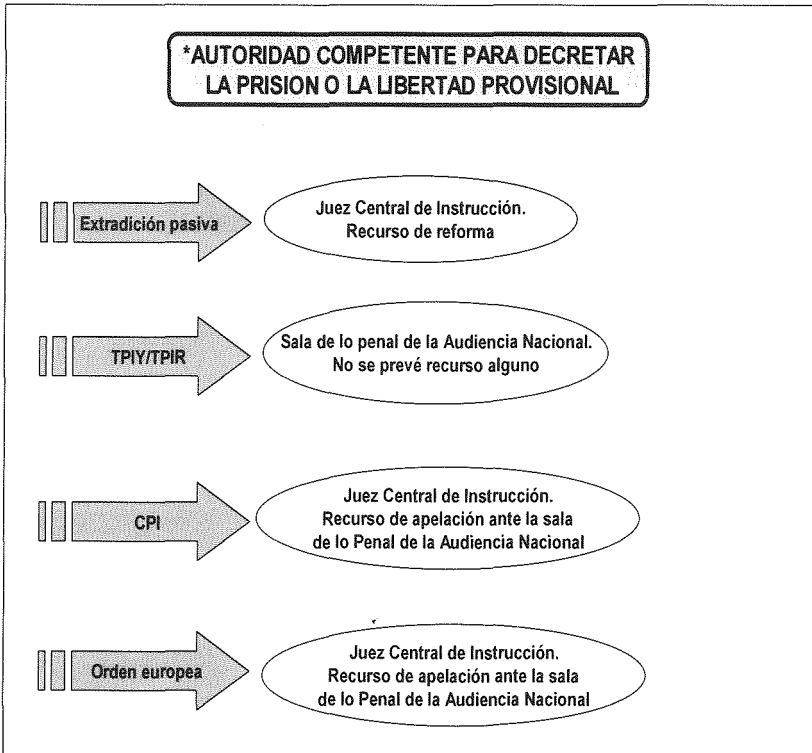 *AUTORIDAD COMPETENTE PARA DECRETAR
LA PRISION O LA LIBERTAD PROVISIONAL
Extradición pasiva
Juez Central de Instrucción.
Recurso de reforma
TPIY/TPIR
Sala de lo penal de la Audiencia Nacional.
No se prevé recurso alguno
CPI
Juez Central de Instrucción.
Recurso de apelación ante la sala
de lo Penal de la Audiencia Nacional
Orden europea
Juez Central de Instrucción.
Recurso de apelación ante la sala
de lo Penal de la Audiencia Nacional